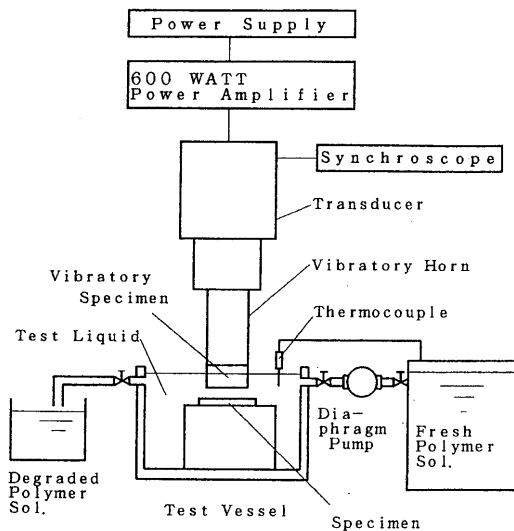 Power Supply
600 WATT
Power Amplifier
Synchroscope
Transducer
Vibratory Horn
Vibratory
Specimen
Thermocouple
Test Liquid
Dia-
phragm
Pump
Fresh
Polymer
Sol.
Degraded
Polymer
Sol.
Test Vessel
Specimen